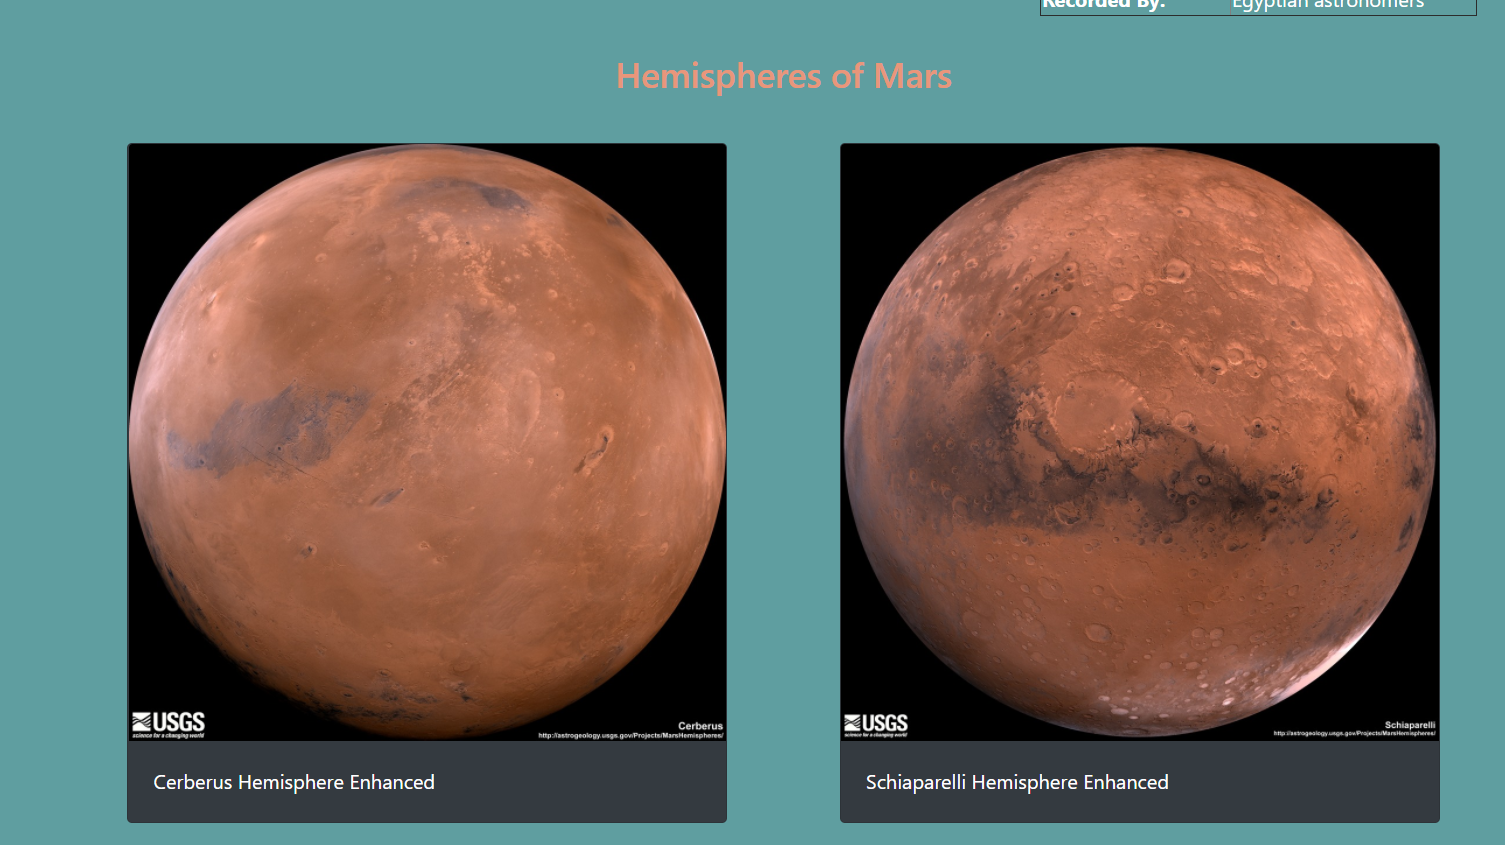 Recorded By: Egyptian astronomers
Hemispheres of Mars
USGS
science for a changing world
Cerberus
http://astrogeology.usgs.gov/Projects/MarsHemispheres/
Cerberus Hemisphere Enhanced
USGS
science for a changing world
Schiaparelli
http://astrogeology.usgs.gov/Projects/MarsHemispheres/
Schiaparelli Hemisphere Enhanced